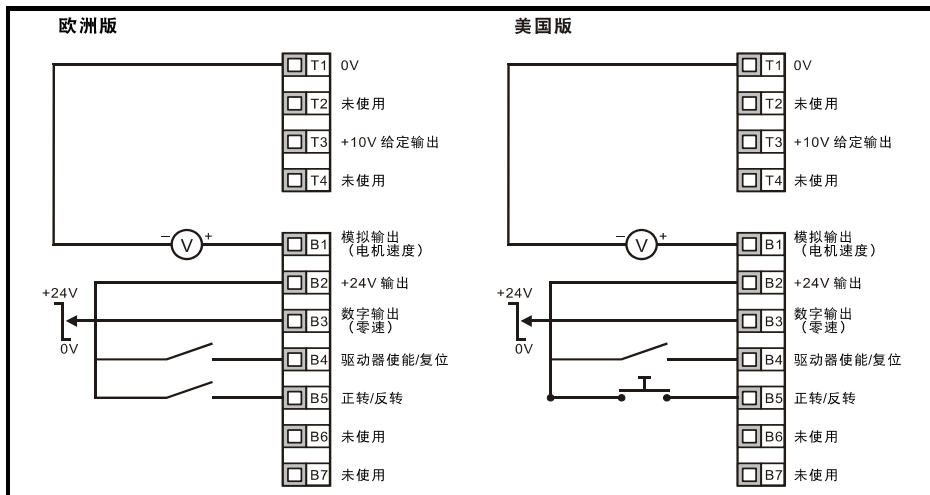 欧洲版
T1 0V
T2 未使用
T3 +10V 给定输出
T4 未使用
− V +
B1 模拟输出
（电机速度）
B2 +24V 输出
+24V
B3 数字输出
（零速）
0V
B4 驱动器使能/复位
B5 正转/反转
B6 未使用
B7 未使用
美国版
T1 0V
T2 未使用
T3 +10V 给定输出
T4 未使用
− V +
B1 模拟输出
（电机速度）
B2 +24V 输出
+24V
B3 数字输出
（零速）
0V
B4 驱动器使能/复位
B5 正转/反转
B6 未使用
B7 未使用